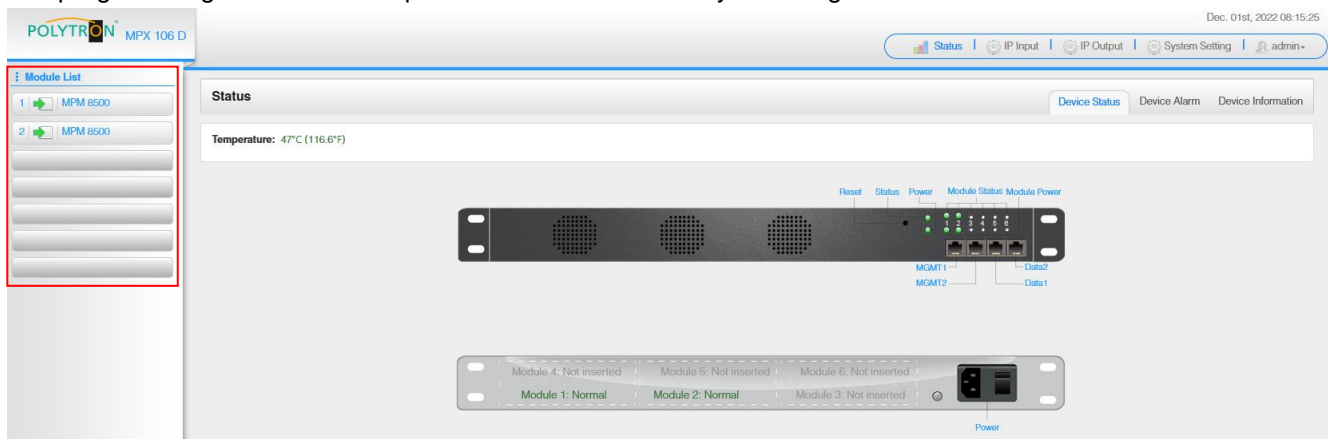 Dec. 01st, 2022 08:15:25
POLYTRON MPX 106 D
Status IP Input IP Output System Setting admin
Module List
1 MPM 8500
2 MPM 8500
Status
Device Status Device Alarm Device Information
Temperature: 47°C (116.6°F)
Reset Status Power Module Status Module Power
1 2 3 4 5 6
MGMT1 Data2
MGMT2 Data1
Module 4: Not inserted Module 5: Not inserted Module 6: Not inserted
Module 1: Normal Module 2: Normal Module 3: Not inserted
Power